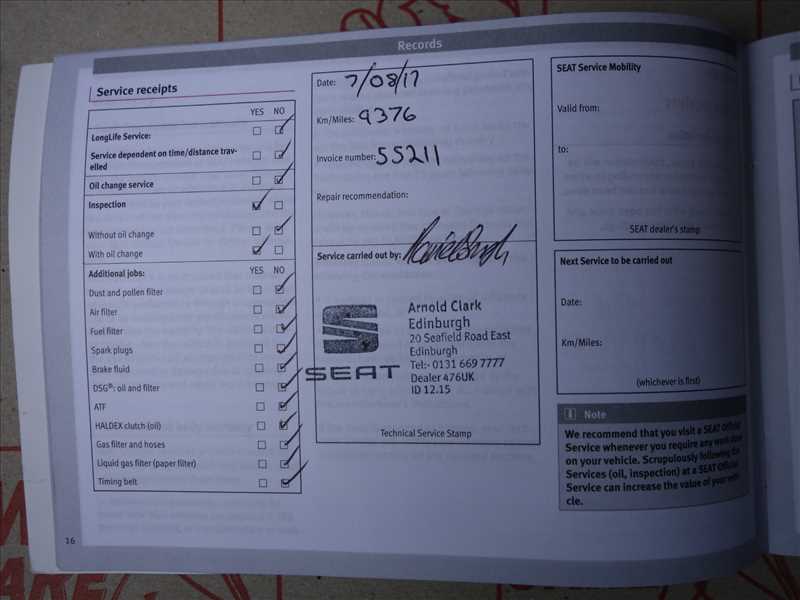 Records
Service receipts
YES NO
LongLife Service:
Service dependent on time/distance trav-
elled
Oil change service
Inspection
Without oil change
With oil change
Additional jobs: YES NO
Dust and pollen filter
Air filter
Fuel filter
Spark plugs
Brake fluid
DSG®: oil and filter
ATF
HALDEX clutch (oil)
Gas filter and hoses
Liquid gas filter (paper filter)
Timing belt
16
Date: 7/08/17
Km/Miles: 9376
Invoice number: 55211
Repair recommendation:
Service carried out by:
SEAT
Arnold Clark
Edinburgh
20 Seafield Road East
Edinburgh
Tel:- 0131 669 7777
Dealer 476UK
ID 12.15
Technical Service Stamp
SEAT Service Mobility
Valid from:
to:
SEAT dealer's stamp
Next Service to be carried out
Date:
Km/Miles:
(whichever is first)
i Note
We recommend that you visit a SEAT Official
Service whenever you require any work done
on your vehicle. Scrupulously following the
Services (oil, inspection) at a SEAT Official
Service can increase the value of your vehi-
cle.